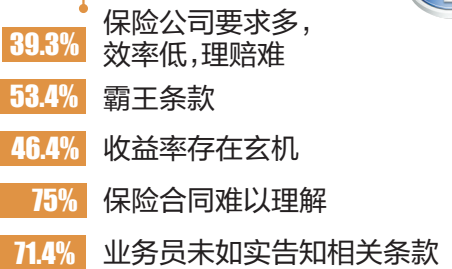 39.3% 保险公司要求多，
效率低，理赔难
53.4% 霸王条款
46.4% 收益率存在玄机
75% 保险合同难以理解
71.4% 业务员未如实告知相关条款